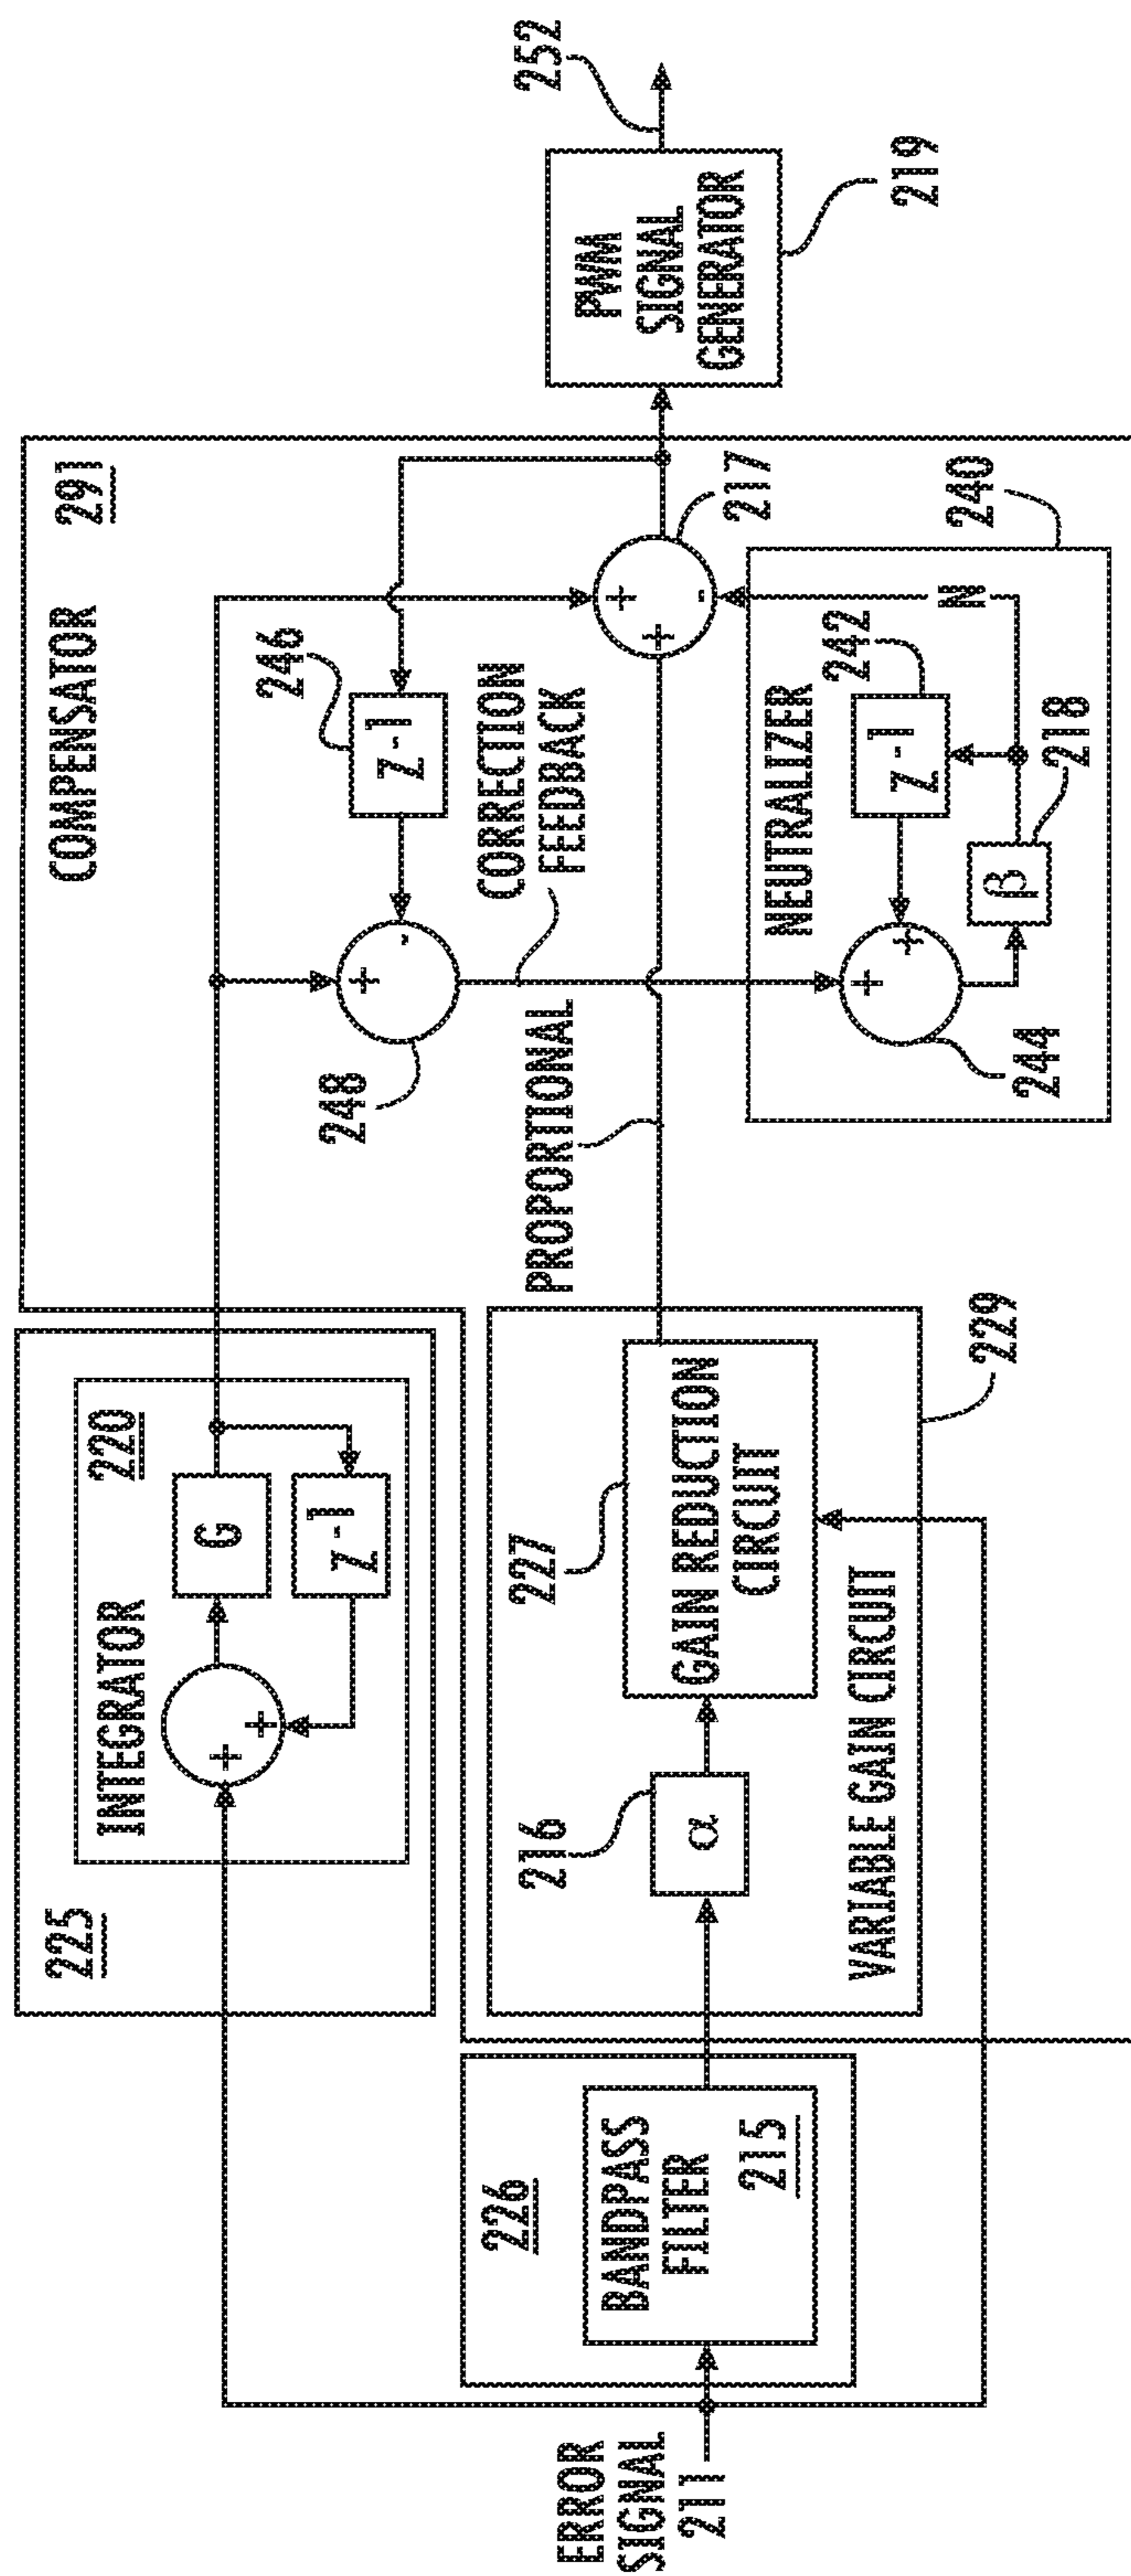 ERROR
SIGNAL
211
226
BANDPASS
FILTER
215
225
INTEGRATOR
220
+
+
G
Z-1
216
α
227
GAIN REDUCTION
CIRCUIT
VARIABLE GAIN CIRCUIT
229
COMPENSATOR
291
248
+
-
246
Z-1
CORRECTION
FEEDBACK
PROPORTIONAL
+
+
-
217
NEUTRALIZER
242
Z-1
+
+
244
β
218
N
240
PWM
SIGNAL
GENERATOR
219
252